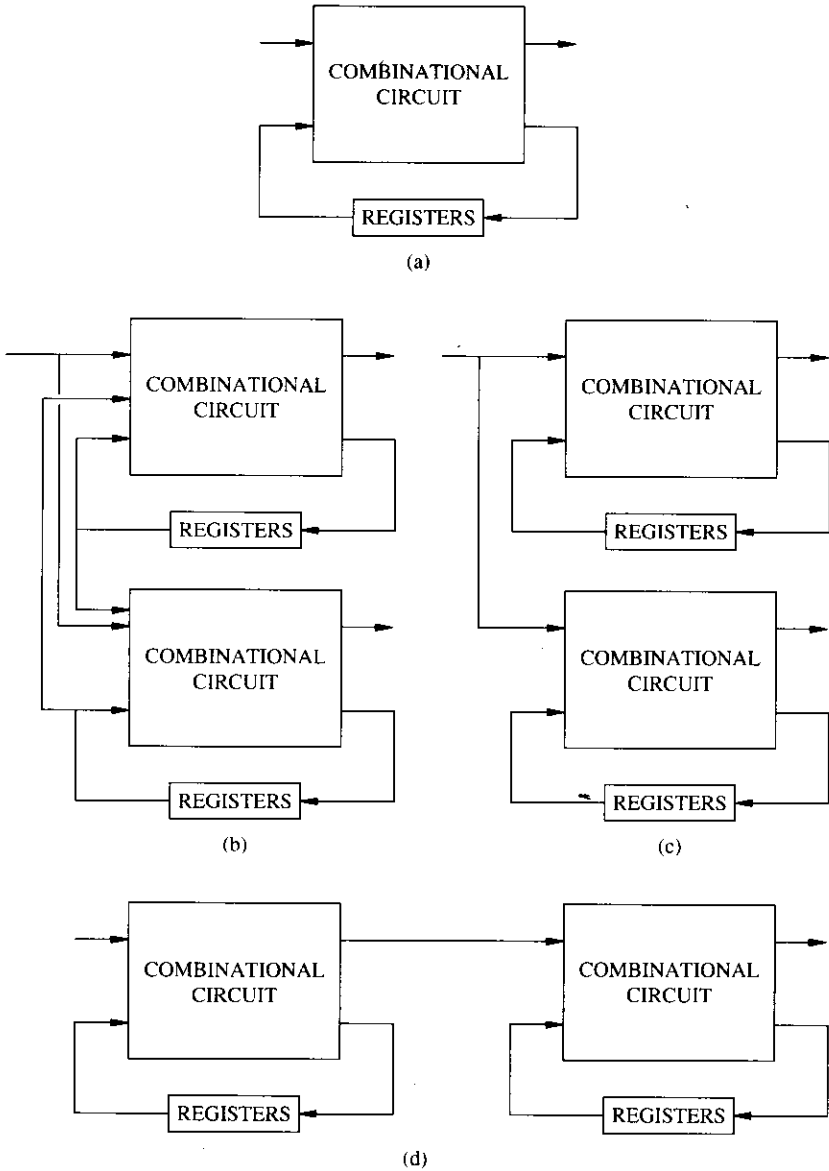 COMBINATIONAL
CIRCUIT
REGISTERS
(a)
COMBINATIONAL
CIRCUIT
REGISTERS
COMBINATIONAL
CIRCUIT
REGISTERS
(b)
COMBINATIONAL
CIRCUIT
REGISTERS
COMBINATIONAL
CIRCUIT
REGISTERS
(c)
COMBINATIONAL
CIRCUIT
REGISTERS
COMBINATIONAL
CIRCUIT
REGISTERS
(d)